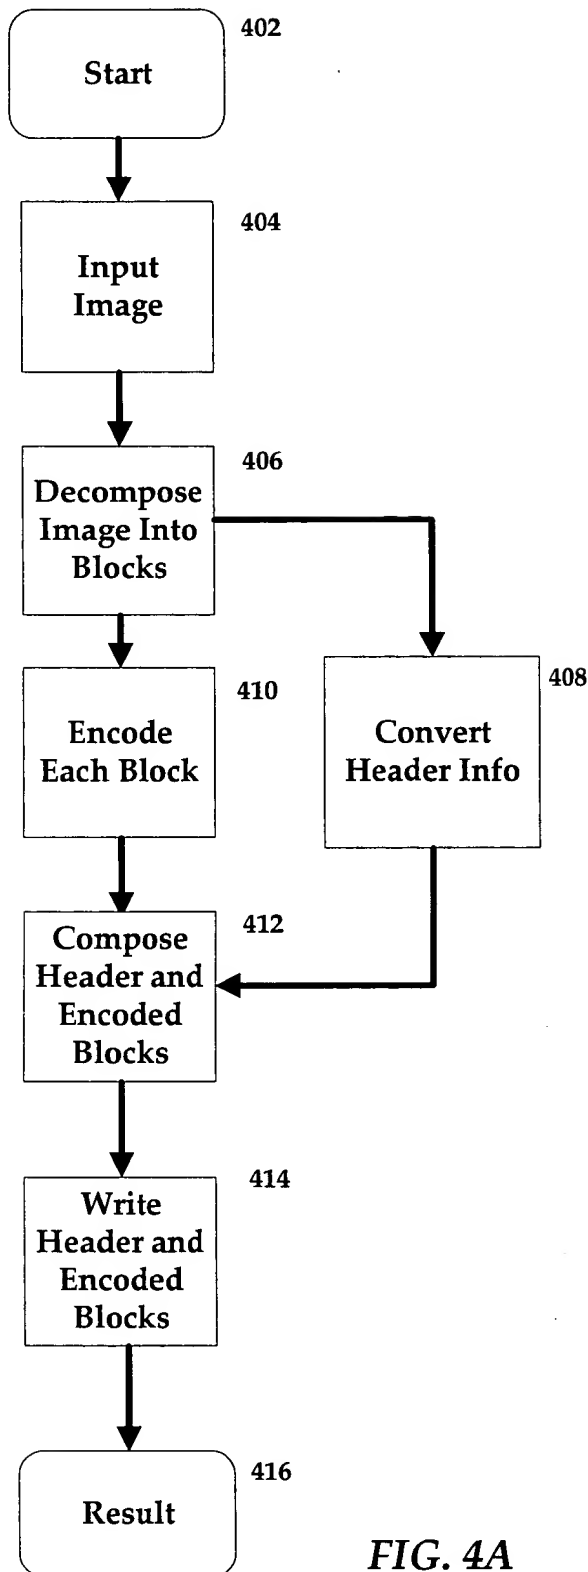 402
Start
404
Input
Image
406
Decompose
Image Into
Blocks
410
Encode
Each Block
408
Convert
Header Info
412
Compose
Header and
Encoded
Blocks
414
Write
Header and
Encoded
Blocks
416
Result
FIG. 4A